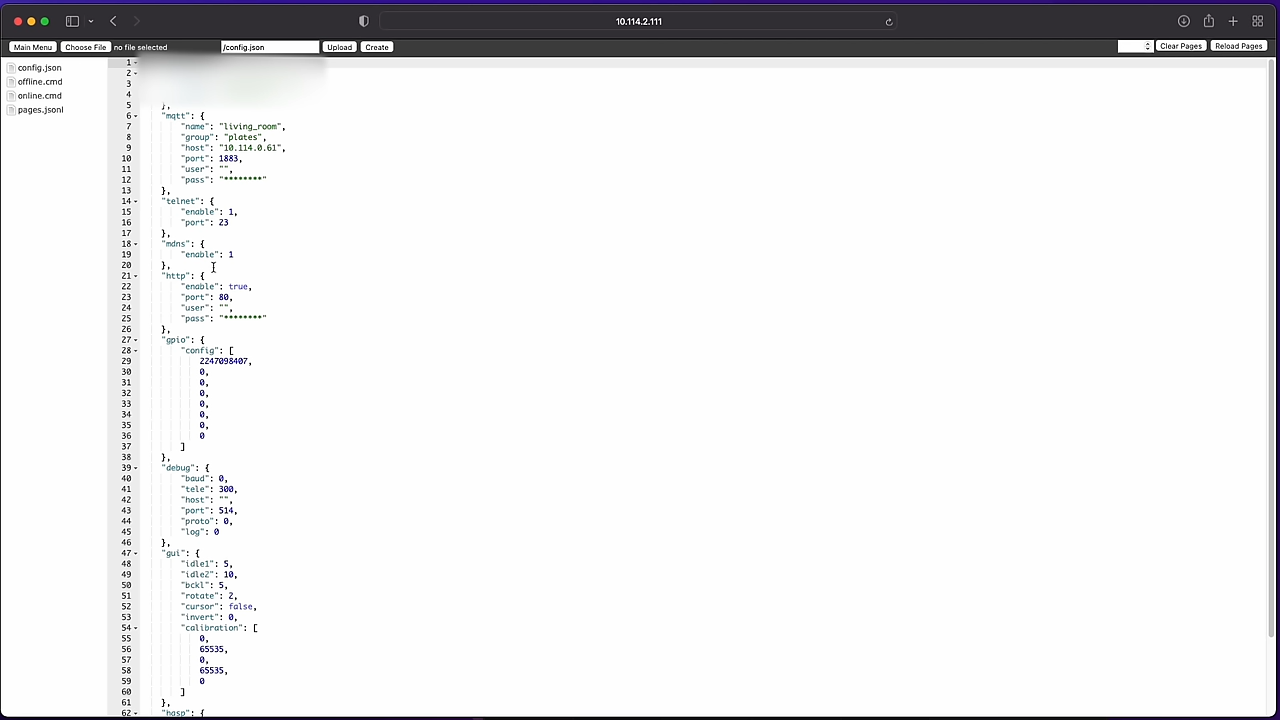 10.114.2.111
Main Menu Choose File no file selected /config.json Upload Create Clear Pages Reload Pages
config.json
offline.cmd
online.cmd
pages.jsonl
1
2
3
4
5 },
6 "mqtt": {
7 "name": "living_room",
8 "group": "plates",
9 "host": "10.114.0.61",
10 "port": 1883,
11 "user": "",
12 "pass": "********"
13 },
14 "telnet": {
15 "enable": 1,
16 "port": 23
17 },
18 "mdns": {
19 "enable": 1
20 },
21 "http": {
22 "enable": true,
23 "port": 80,
24 "user": "",
25 "pass": "********"
26 },
27 "gpio": {
28 "config": [
29 2247098407,
30 0,
31 0,
32 0,
33 0,
34 0,
35 0,
36 0
37 ]
38 },
39 "debug": {
40 "baud": 0,
41 "tele": 300,
42 "host": "",
43 "port": 514,
44 "proto": 0,
45 "log": 0
46 },
47 "gui": {
48 "idle1": 5,
49 "idle2": 10,
50 "bckl": 5,
51 "rotate": 2,
52 "cursor": false,
53 "invert": 0,
54 "calibration": [
55 0,
56 65535,
57 0,
58 65535,
59 0
60 ]
61 },
62 "hasp": {